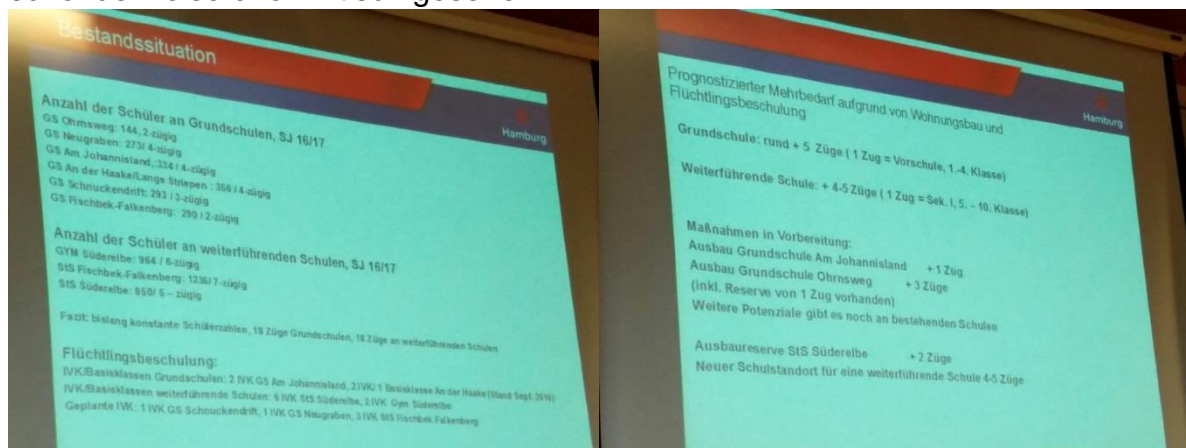 Bestandssituation
Hamburg
Anzahl der Schüler an Grundschulen, SJ 16/17
GS Ohrnsweg: 144, 2-zügig
GS Neugraben: 273/ 4-zügig
GS Am Johannisland, 334 / 4-zügig
GS An der Haake/Lange Striepen : 356 / 4-zügig
GS Schnuckendrift: 293 / 3-zügig
GS Fischbek-Falkenberg: 290 / 2-zügig
Anzahl der Schüler an weiterführenden Schulen, SJ 16/17
GYM Süderelbe: 964 / 6-zügig
StS Fischbek-Falkenberg: 1236/ 7-zügig
StS Süderelbe: 850/ 5 – zügig
Fazit: bislang konstante Schülerzahlen, 18 Züge Grundschulen, 18 Züge an weiterführenden Schulen
Flüchtlingsbeschulung:
IVK/Basisklassen Grundschulen: 2 IVK GS Am Johannisland, 2 IVK/ 1 Basisklasse An der Haake (Stand Sept. 2016)
IVK/Basisklassen weiterführende Schulen: 6 IVK StS Süderelbe, 2 IVK Gym Süderelbe
Geplante IVK: 1 IVK GS Schnuckendrift, 1 IVK GS Neugraben, 3 IVK StS Fischbek Falkenberg
Hamburg
Prognostizierter Mehrbedarf aufgrund von Wohnungsbau und
Flüchtlingsbeschulung
Grundschule: rund + 5 Züge ( 1 Zug = Vorschule, 1.-4. Klasse)
Weiterführende Schule: + 4-5 Züge ( 1 Zug = Sek. I, 5. – 10. Klasse)
Maßnahmen in Vorbereitung:
Ausbau Grundschule Am Johannisland + 1 Zug
Ausbau Grundschule Ohrnsweg + 3 Züge
(inkl. Reserve von 1 Zug vorhanden)
Weitere Potenziale gibt es noch an bestehenden Schulen
Ausbaureserve StS Süderelbe + 2 Züge
Neuer Schulstandort für eine weiterführende Schule 4-5 Züge